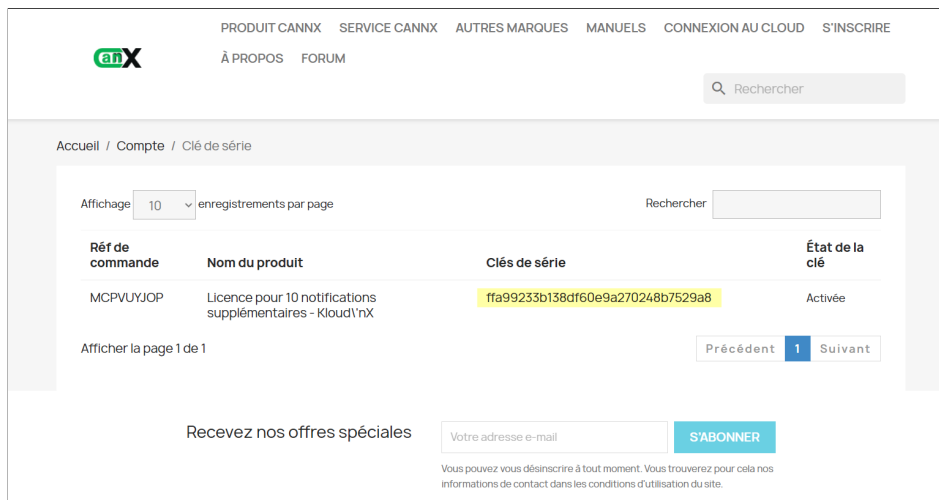 PRODUIT CANNX SERVICE CANNX AUTRES MARQUES MANUELS CONNEXION AU CLOUD S'INSCRIRE
canX
À PROPOS FORUM
Rechercher
Accueil / Compte / Clé de série
Affichage 10 enregistrements par page
Rechercher
Réf de commande Nom du produit Clés de série État de la clé
MCPVUYJOP Licence pour 10 notifications supplémentaires - Kloud\'nX ffa99233b138df60e9a270248b7529a8 Activée
Afficher la page 1 de 1
Précédent 1 Suivant
Recevez nos offres spéciales
Votre adresse e-mail
S'ABONNER
Vous pouvez vous désinscrire à tout moment. Vous trouverez pour cela nos
informations de contact dans les conditions d'utilisation du site.